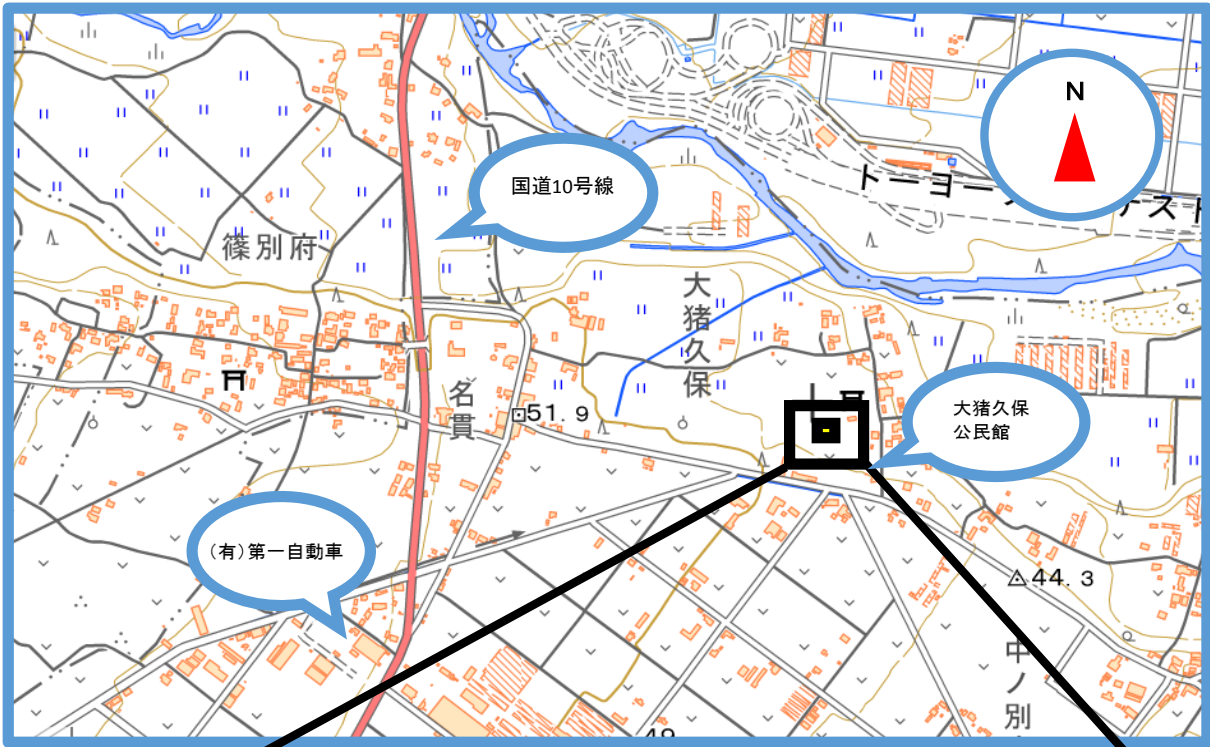 N
国道10号線
トーヨー
テスト
篠別府
大猪久保
名貫
51.9
大猪久保
公民館
(有)第一自動車
44.3
中ノ別
49